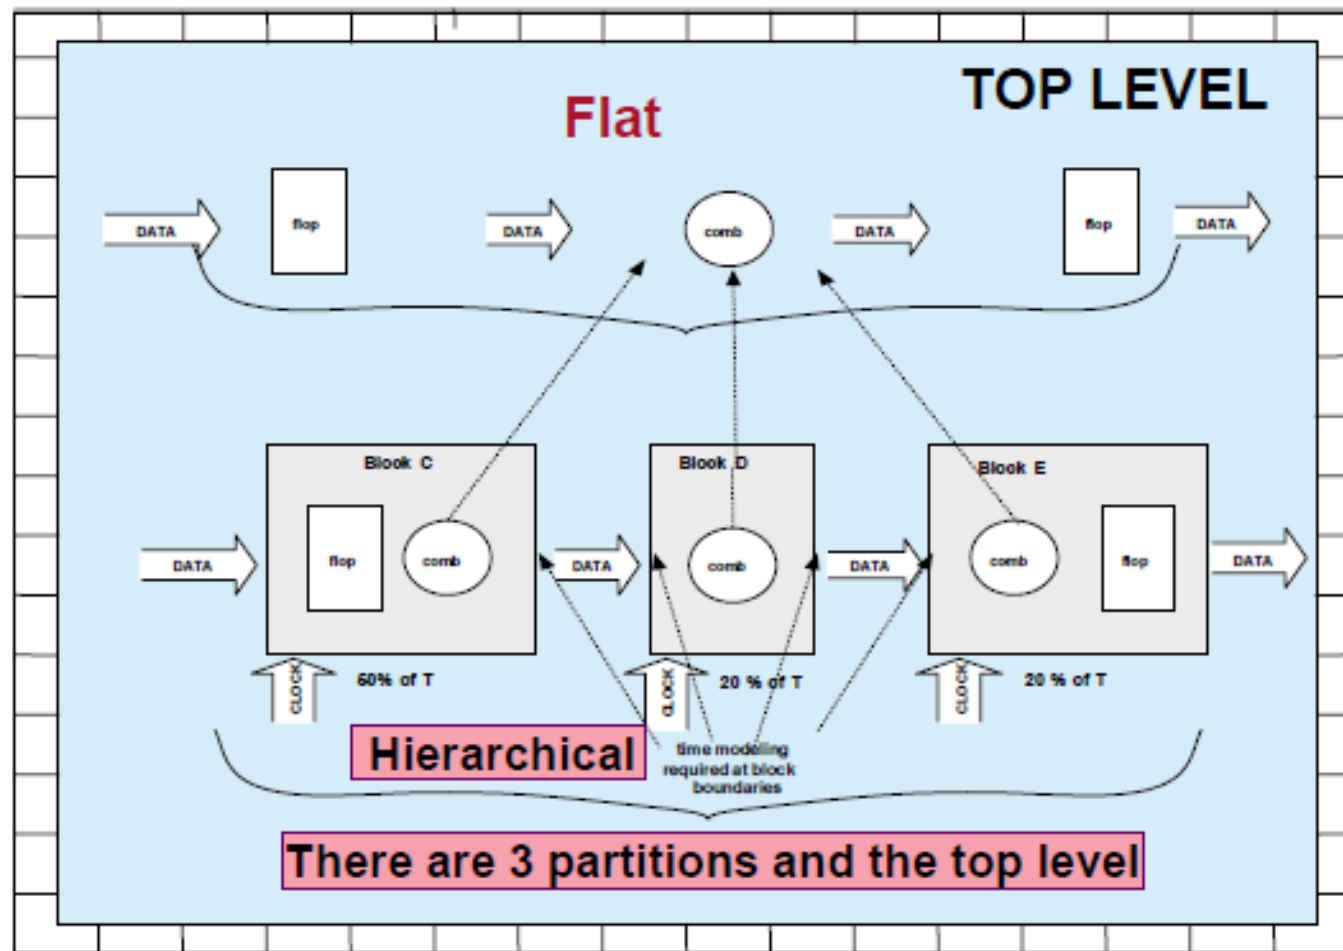 TOP LEVEL
Flat
DATA
flop
DATA
comb
DATA
flop
DATA
Block C
Block D
Block E
DATA
flop
comb
DATA
comb
DATA
comb
flop
DATA
CLOCK
60% of T
CLOCK
20 % of T
CLOCK
20 % of T
Hierarchical
time modeling
required at block
boundaries
There are 3 partitions and the top level